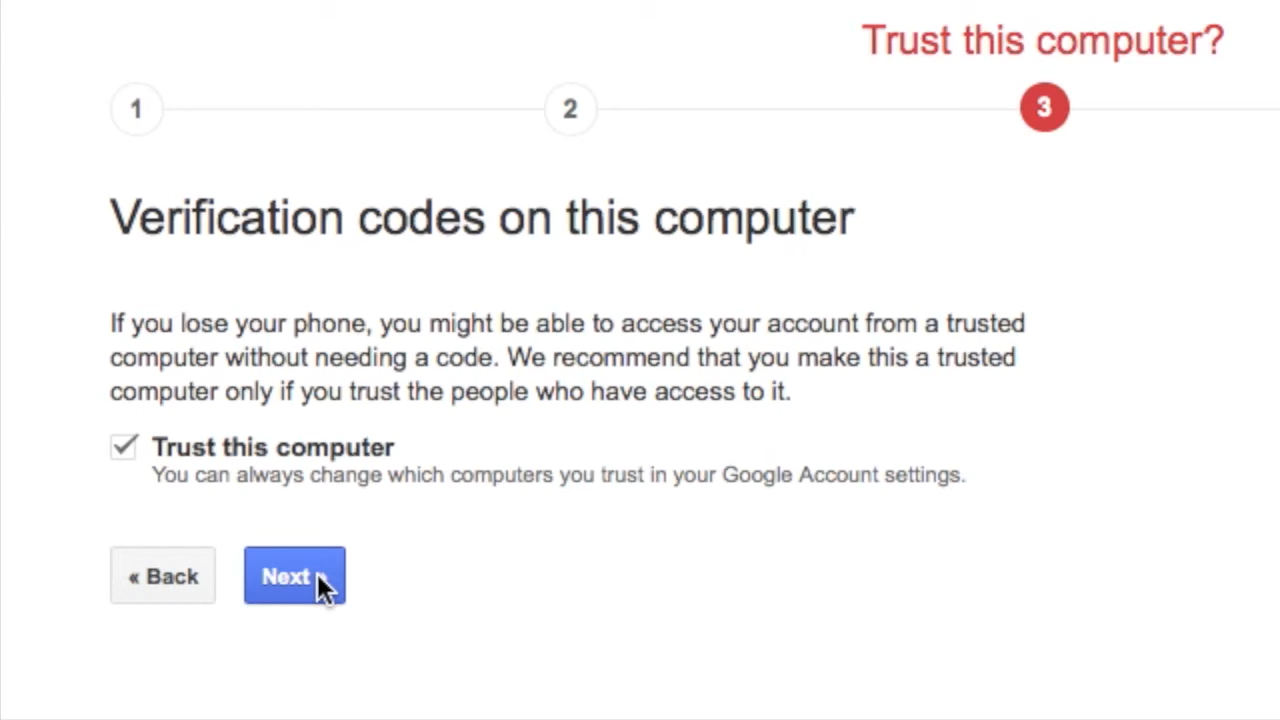 Trust this computer?
1 2 3
Verification codes on this computer
If you lose your phone, you might be able to access your account from a trusted
computer without needing a code. We recommend that you make this a trusted
computer only if you trust the people who have access to it.
Trust this computer
You can always change which computers you trust in your Google Account settings.
« Back Next »